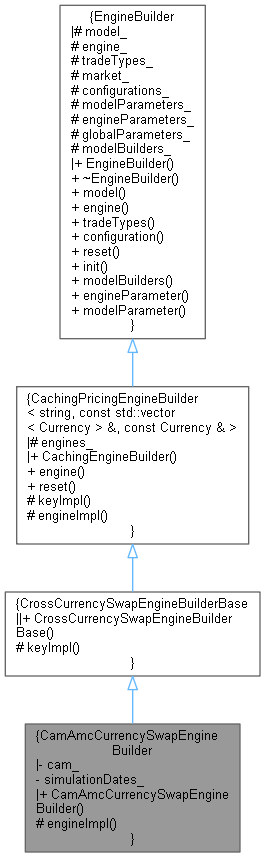 {EngineBuilder
|# model_
# engine_
# tradeTypes_
# market_
# configurations_
# modelParameters_
# engineParameters_
# globalParameters_
# modelBuilders_
|+ EngineBuilder()
+ ~EngineBuilder()
+ model()
+ engine()
+ tradeTypes()
+ configuration()
+ reset()
+ init()
+ modelBuilders()
+ engineParameter()
+ modelParameter()
}
{CachingPricingEngineBuilder
< string, const std::vector
< Currency > &, const Currency & >
|# engines_
|+ CachingEngineBuilder()
+ engine()
+ reset()
# keyImpl()
# engineImpl()
}
{CrossCurrencySwapEngineBuilderBase
||+ CrossCurrencySwapEngineBuilder
Base()
# keyImpl()
}
{CamAmcCurrencySwapEngine
Builder
|- cam_
- simulationDates_
|+ CamAmcCurrencySwapEngine
Builder()
# engineImpl()
}